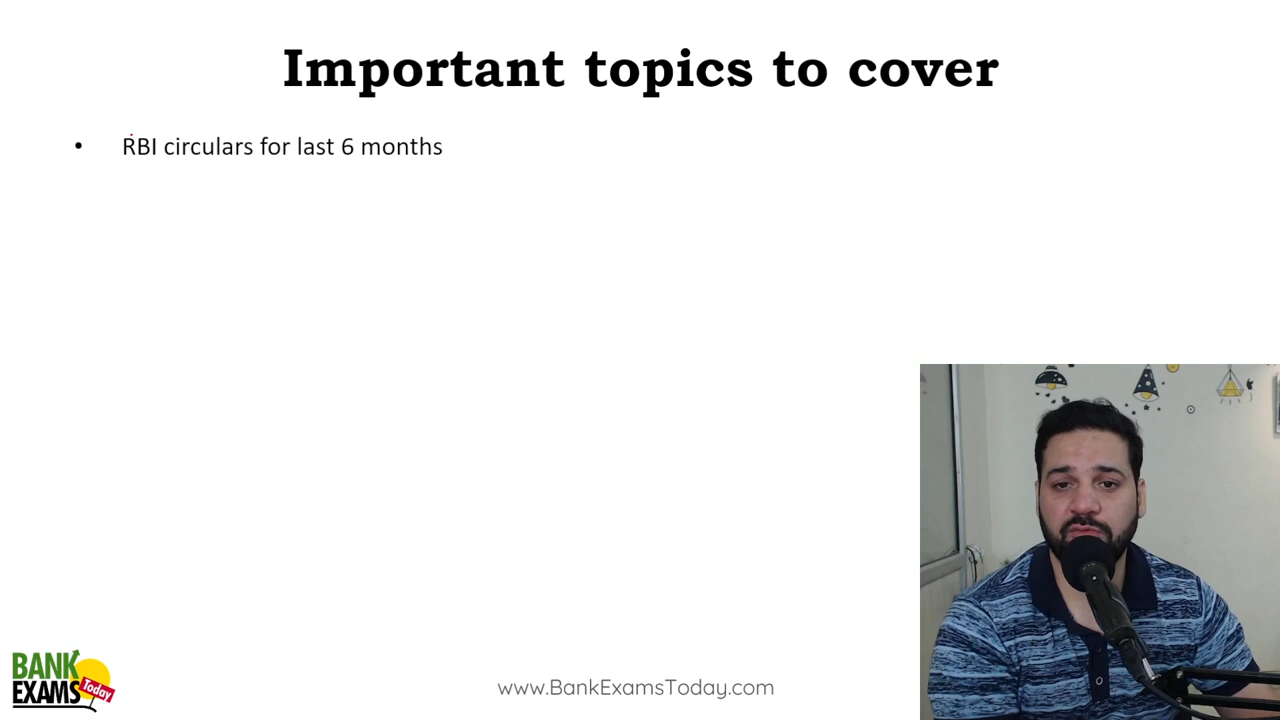 Important topics to cover
• RBI circulars for last 6 months
BANK
EXAMS
Today
www.BankExamsToday.com